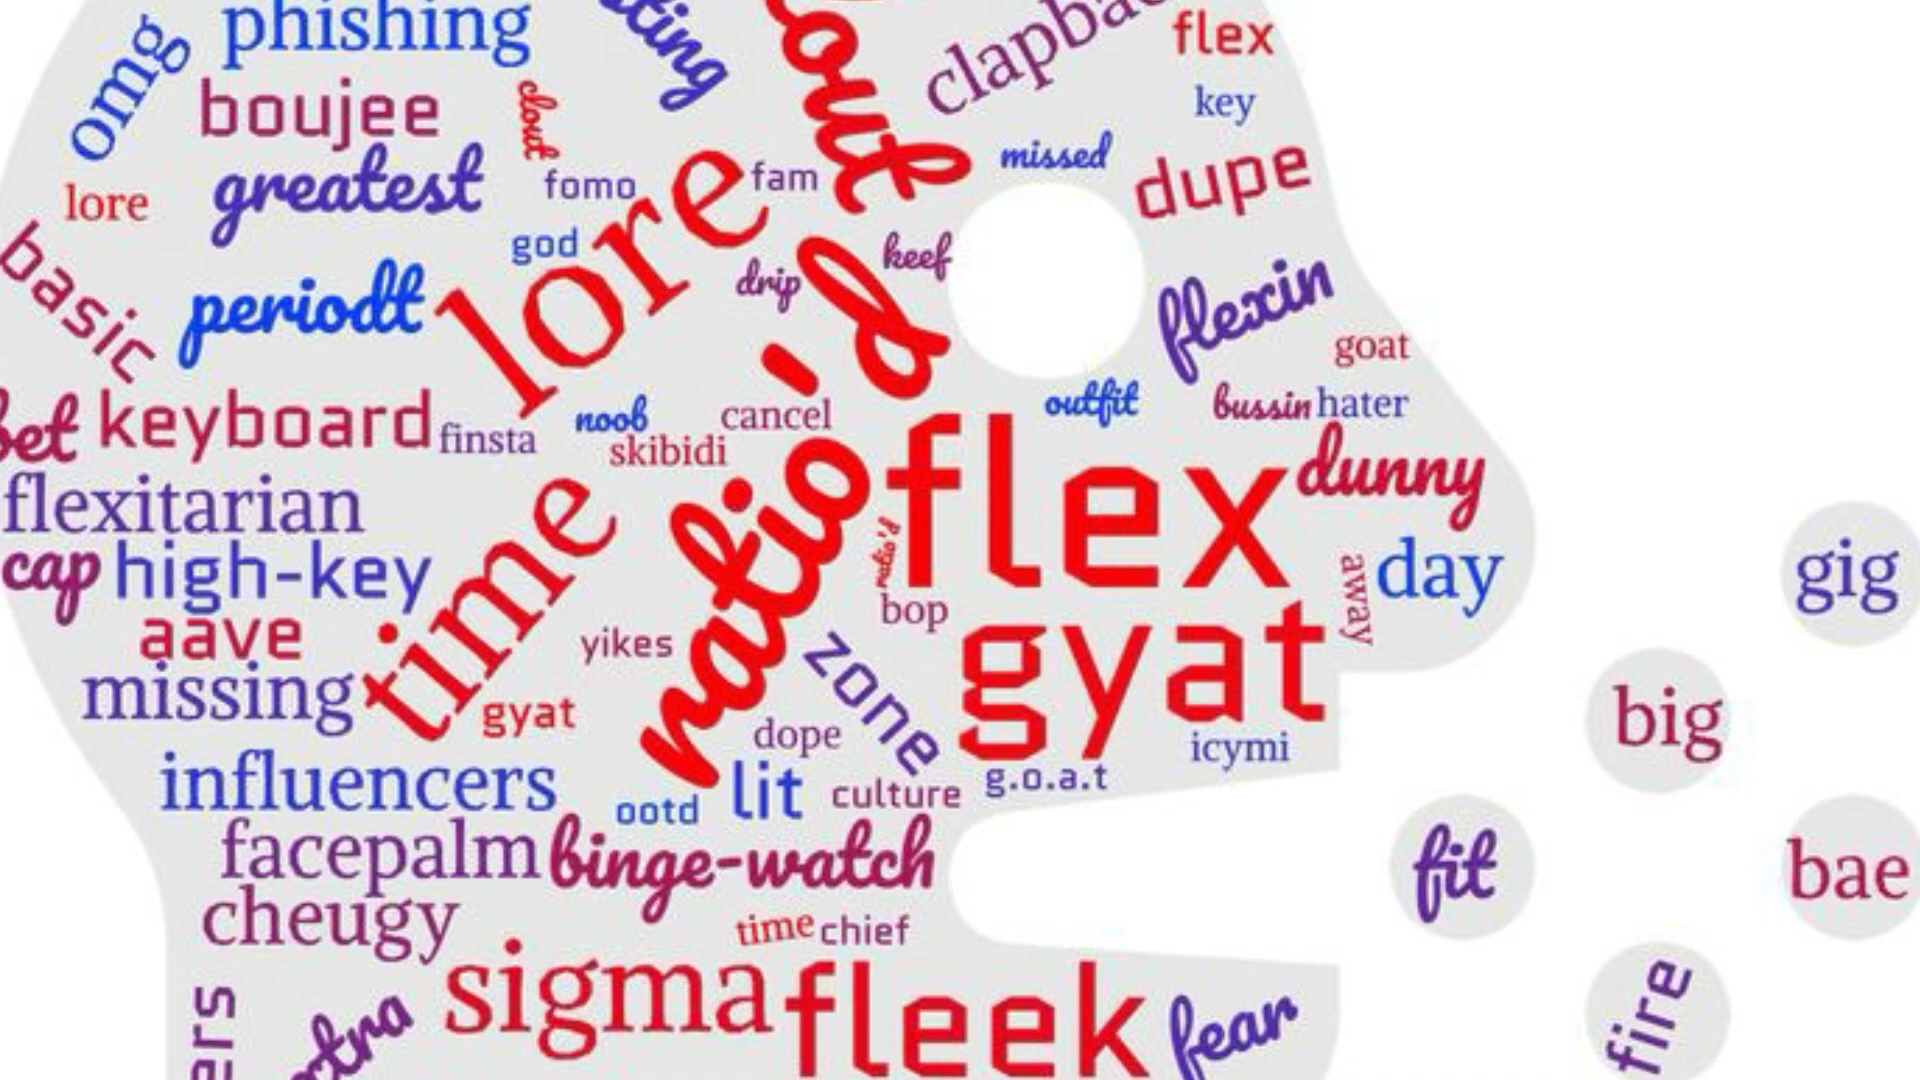 omg
phishing
flex
key
boujee
clout
missed
dupe
lore
greatest
fomo
fam
lore
god
keef
drip
basic
periodt
flexin
goat
keyboard
finsta
noob
cancel
skibidi
outfit
bussin
hater
flexitarian
time
ratio'd
ratio'd
flex
dunny
cap
high-key
bop
away
day
gig
aave
yikes
gyat
missing
gyat
zone
dope
icymi
big
influencers
ootd
lit
culture
g.o.a.t
facepalm
binge-watch
fit
bae
cheugy
time
chief
sigma
fleek
fear
fire